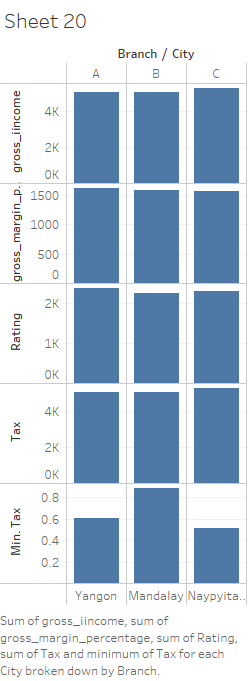 Sheet 20
Branch / City
A B C
gross_iincome
4K
2K
0K
gross_margin_p..
1500
1000
500
0
Rating
2K
1K
0K
Tax
4K
2K
0K
Min. Tax
0.8
0.6
0.4
0.2
Yangon Mandalay Naypyita..
Sum of gross_iincome, sum of
gross_margin_percentage, sum of Rating,
sum of Tax and minimum of Tax for each
City broken down by Branch.